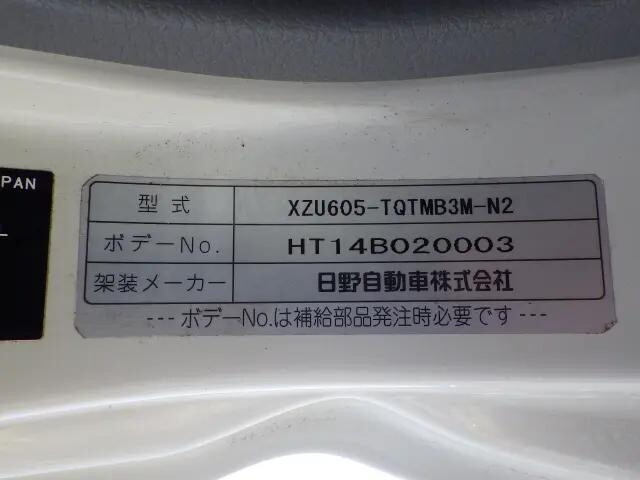 PAN
型式 XZU605-TQTMB3M-N2
ボデーNo. HT14B020003
架装メーカー 日野自動車株式会社
--- ボデーNo.は補給部品発注時必要です ---